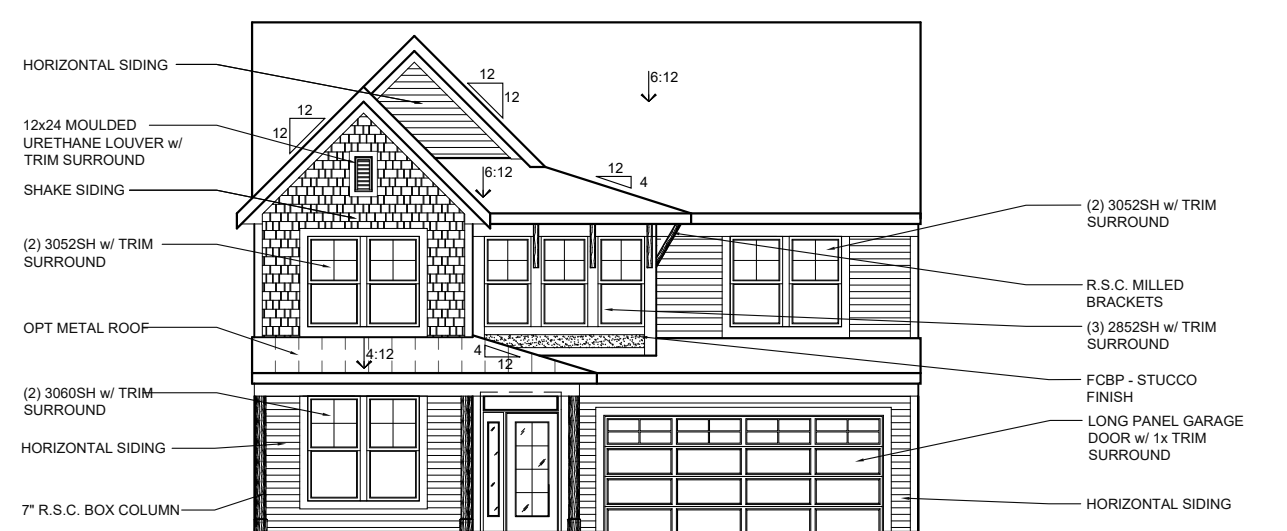 HORIZONTAL SIDING
12x24 MOULDED
URETHANE LOUVER w/
TRIM SURROUND
SHAKE SIDING
(2) 3052SH w/ TRIM
SURROUND
OPT METAL ROOF
(2) 3060SH w/ TRIM
SURROUND
HORIZONTAL SIDING
7" R.S.C. BOX COLUMN
12
12
12
12
6:12
6:12
12
4
4:12
4
12
(2) 3052SH w/ TRIM
SURROUND
R.S.C. MILLED
BRACKETS
(3) 2852SH w/ TRIM
SURROUND
FCBP - STUCCO
FINISH
LONG PANEL GARAGE
DOOR w/ 1x TRIM
SURROUND
HORIZONTAL SIDING